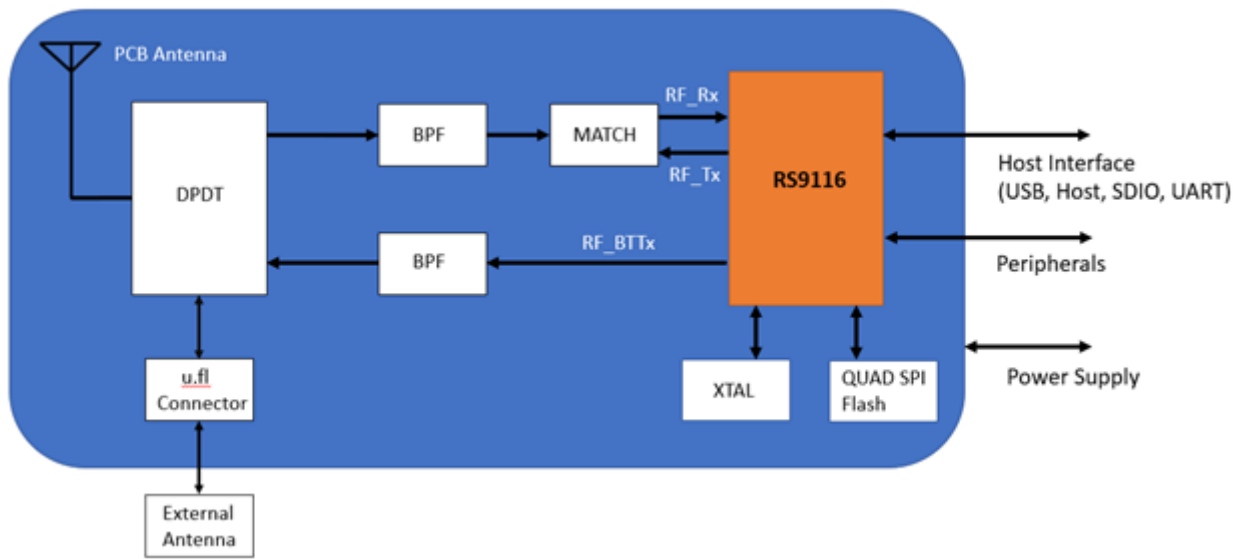 PCB Antenna
DPDT
BPF
MATCH
RF_Rx
RF_Tx
RS9116
BPF
RF_BTTx
Host Interface
(USB, Host, SDIO, UART)
Peripherals
Power Supply
u.fl
Connector
XTAL
QUAD SPI
Flash
External
Antenna